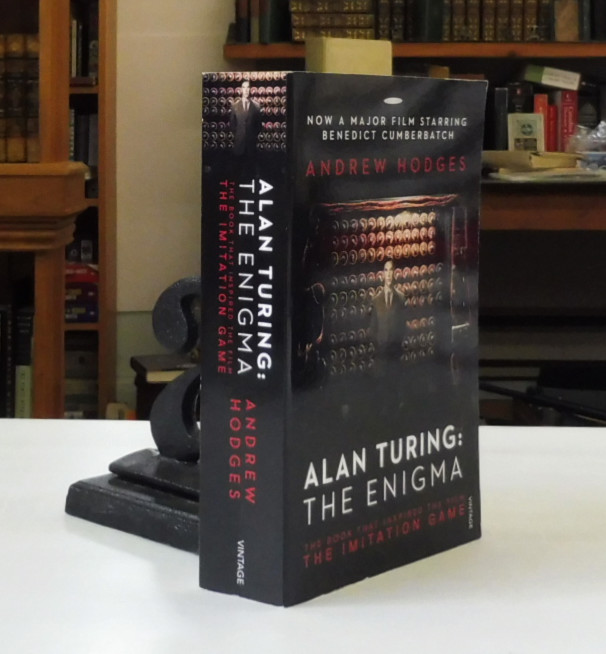 NOW A MAJOR FILM STARRING
BENEDICT CUMBERBATCH
ANDREW HODGES
ALAN TURING:
THE ENIGMA
THE BOOK THAT INSPIRED THE FILM
THE IMITATION GAME
VINTAGE
ALAN TURING:
THE ENIGMA
THE BOOK THAT INSPIRED THE FILM
THE IMITATION GAME
ANDREW
HODGES
VINTAGE